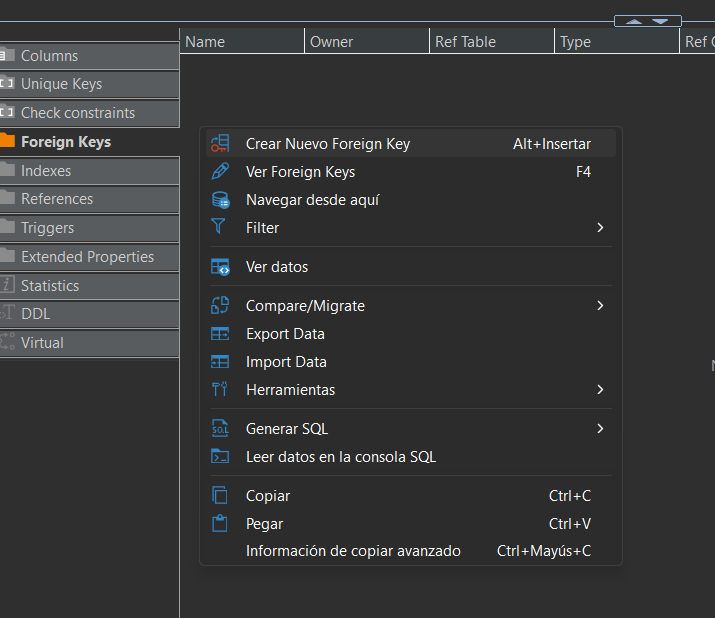 Name Owner Ref Table Type Ref
Columns
Unique Keys
Check constraints
Foreign Keys
Indexes
References
Triggers
Extended Properties
Statistics
DDL
Virtual
Crear Nuevo Foreign Key Alt+Insertar
Ver Foreign Keys F4
Navegar desde aquí
Filter
Ver datos
Compare/Migrate
Export Data
Import Data
Herramientas
Generar SQL
Leer datos en la consola SQL
Copiar Ctrl+C
Pegar Ctrl+V
Información de copiar avanzado Ctrl+Mayús+C